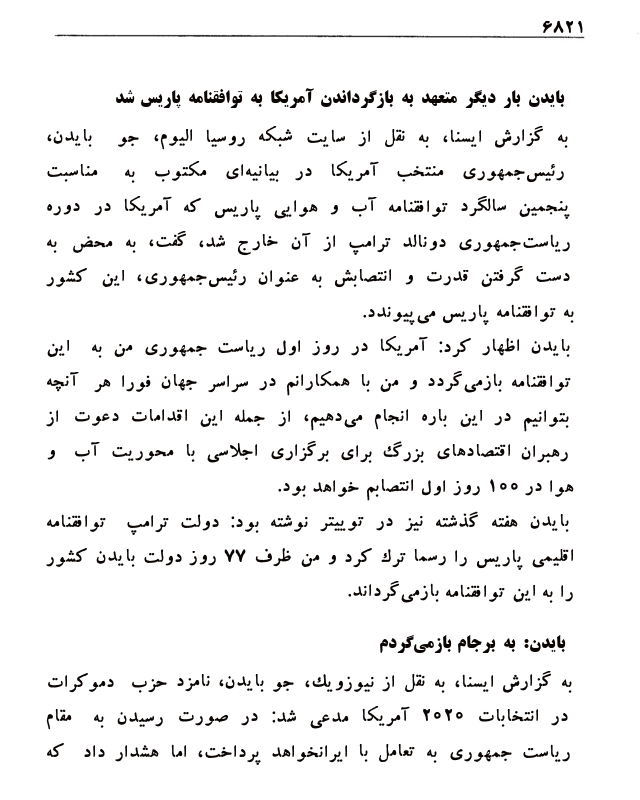 ۶۸۲۱
بایدن بار دیگر متعهد به بازگرداندن آمریکا به توافقنامه پاریس شد
به گزارش ایسنا، به نقل از سایت شبکه روسیا الیوم، جو بایدن،
رئیس‌جمهوری منتخب آمریکا در بیانیه‌ای مکتوب به مناسبت
پنجمین سالگرد توافقنامه آب و هوایی پاریس که آمریکا در دوره
ریاست‌جمهوری دونالد ترامپ از آن خارج شد، گفت، به محض به
دست گرفتن قدرت و انتصابش به عنوان رئیس‌جمهوری، این کشور
به توافقنامه پاریس می‌پیوندد.
بایدن اظهار کرد: آمریکا در روز اول ریاست جمهوری من به این
توافقنامه بازمی‌گردد و من با همکارانم در سراسر جهان فورا هر آنچه
بتوانیم در این باره انجام می‌دهیم، از جمله این اقدامات دعوت از
رهبران اقتصادهای بزرگ برای برگزاری اجلاسی با محوریت آب و
هوا در ۱۰۰ روز اول انتصابم خواهد بود.
بایدن هفته گذشته نیز در توییتر نوشته بود: دولت ترامپ توافقنامه
اقلیمی پاریس را رسما ترك کرد و من ظرف ۷۷ روز دولت بایدن کشور
را به این توافقنامه بازمی‌گرداند.
بایدن: به برجام بازمی‌گردم
به گزارش ایسنا، به نقل از نیوزویك، جو بایدن، نامزد حزب دموکرات
در انتخابات ۲۰۲۰ آمریکا مدعی شد: در صورت رسیدن به مقام
ریاست جمهوری به تعامل با ایرانخواهد پرداخت، اما هشدار داد که